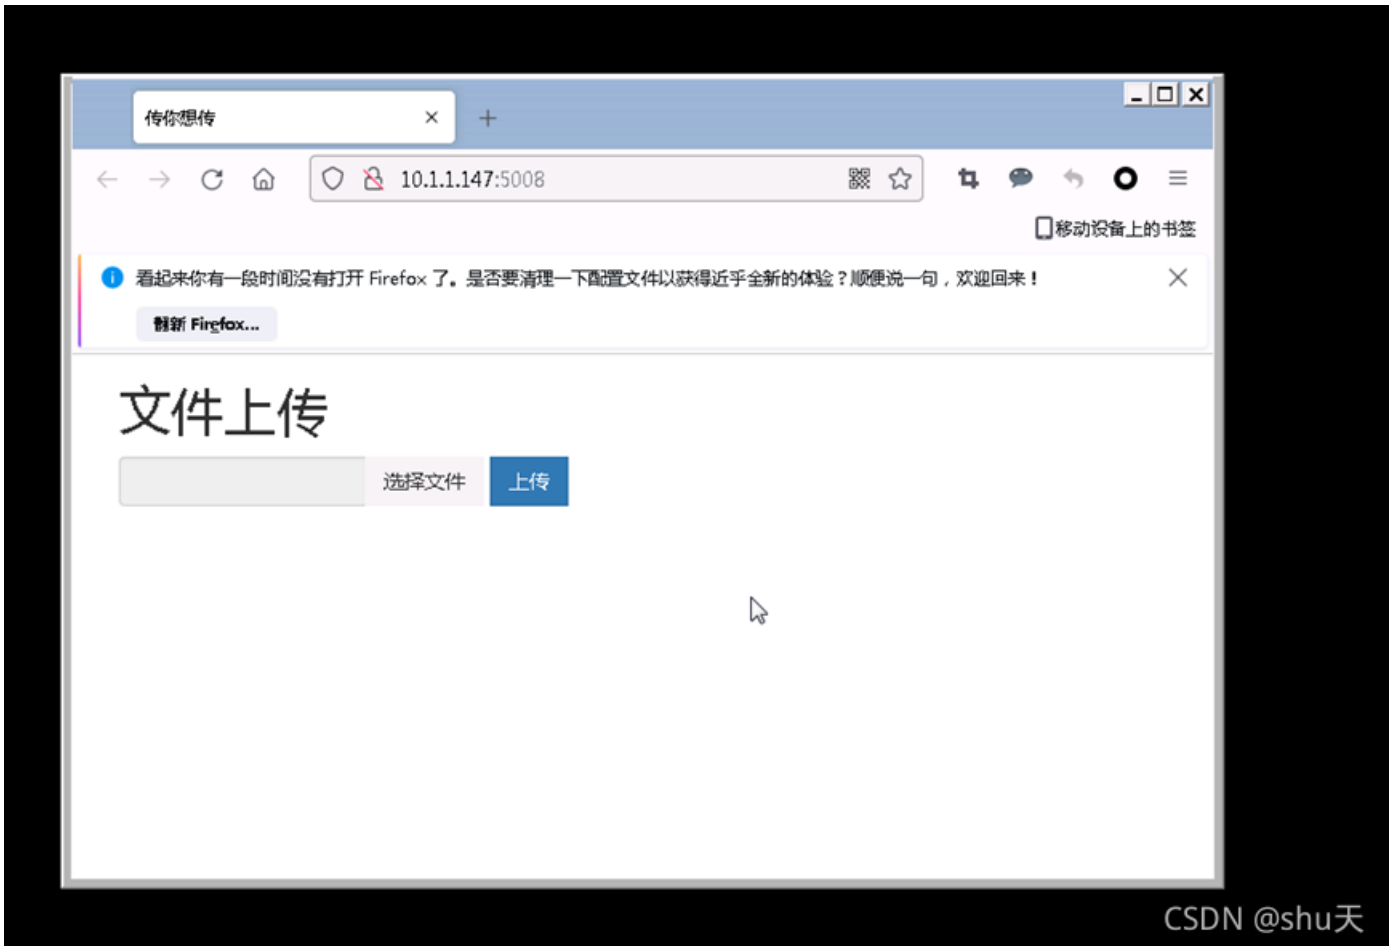 传你想传
10.1.1.147:5008
移动设备上的书签
看起来你有一段时间没有打开 Firefox 了。是否要清理一下配置文件以获得近乎全新的体验？顺便说一句，欢迎回来！
翻新 Firefox...
文件上传
选择文件 上传
CSDN @shu天